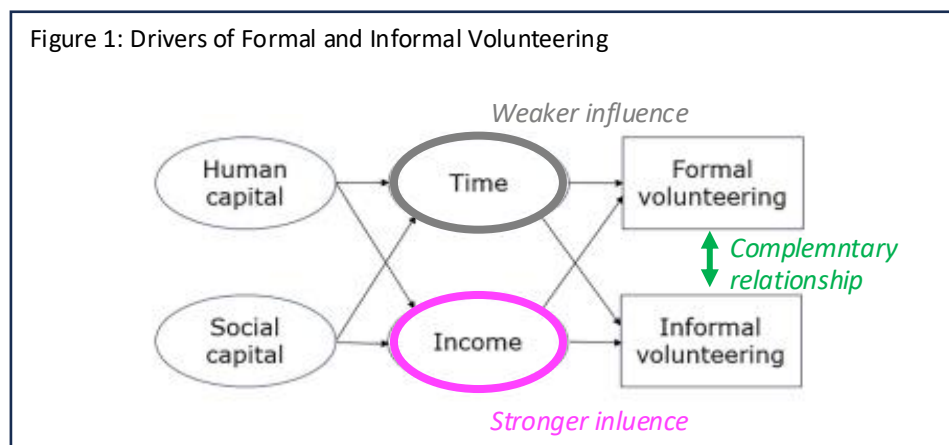 Figure 1: Drivers of Formal and Informal Volunteering
Weaker influence
Human
capital
Time
Formal
volunteering
Complemntary
relationship
Social
capital
Income
Informal
volunteering
Stronger inluence